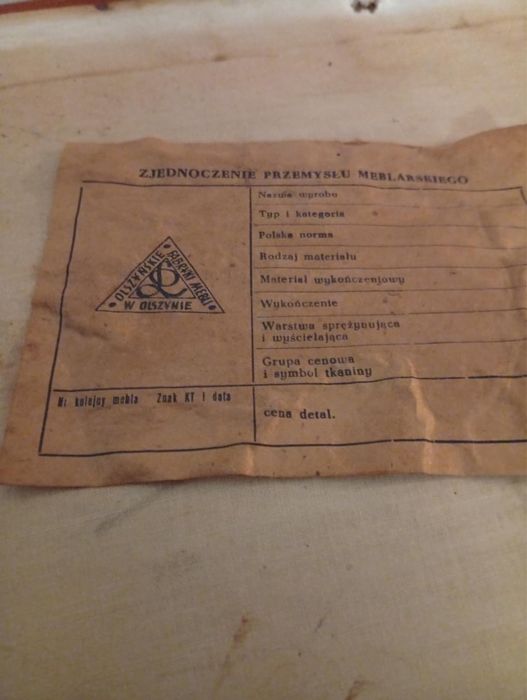 ZJEDNOCZENIE PRZEMYSŁU MEBLARSKIEGO
OLSZYŃSKIE FABRYKI MEBLI
W OLSZYNIE
Nazwa wyrobu
Typ i kategoria
Polska norma
Rodzaj materiału
Materiał wykończeniowy
Wykończenie
Warstwa sprężynująca
i wyścielająca
Grupa cenowa
i symbol tkaniny
Nr kolejny mebla Znak KT i data
cena detal.